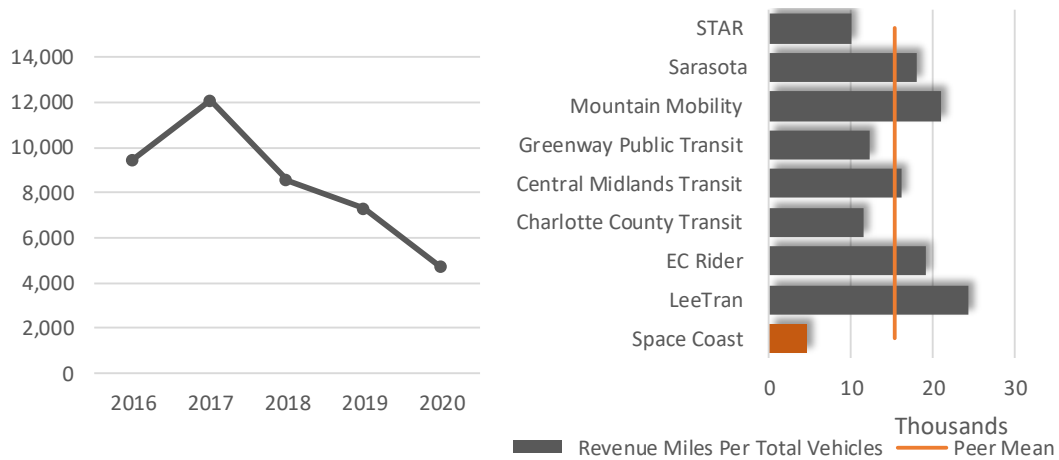 14,000
12,000
10,000
8,000
6,000
4,000
2,000
0
2016 2017 2018 2019 2020
STAR
Sarasota
Mountain Mobility
Greenway Public Transit
Central Midlands Transit
Charlotte County Transit
EC Rider
LeeTran
Space Coast
0 10 20 30
Thousands
Revenue Miles Per Total Vehicles Peer Mean